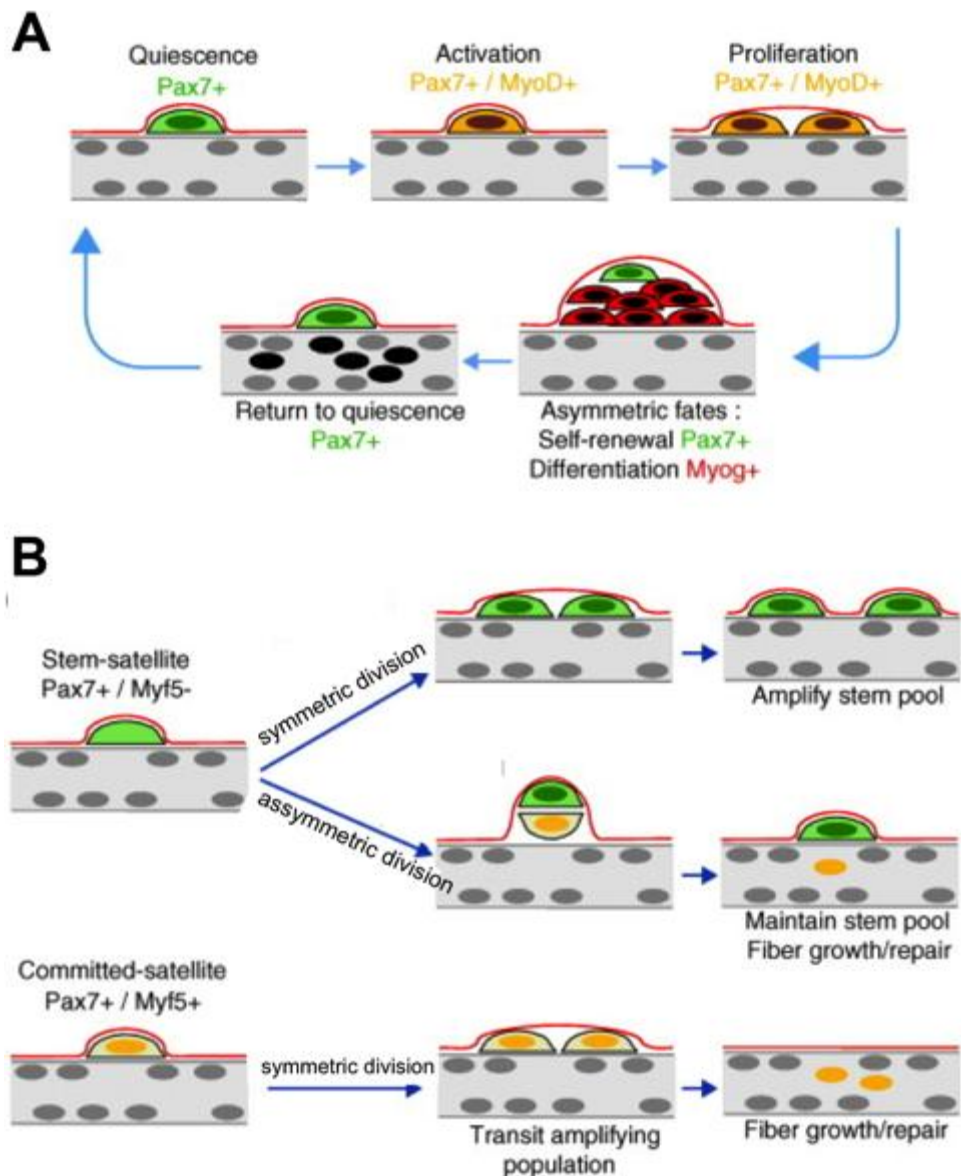 A
Quiescence
Pax7+
Activation
Pax7+ / MyoD+
Proliferation
Pax7+ / MyoD+
Return to quiescence
Pax7+
Asymmetric fates :
Self-renewal Pax7+
Differentiation Myog+
B
Stem-satellite
Pax7+ / Myf5-
symmetric division
Amplify stem pool
assymmetric division
Maintain stem pool
Fiber growth/repair
Committed-satellite
Pax7+ / Myf5+
symmetric division
Transit amplifying
population
Fiber growth/repair